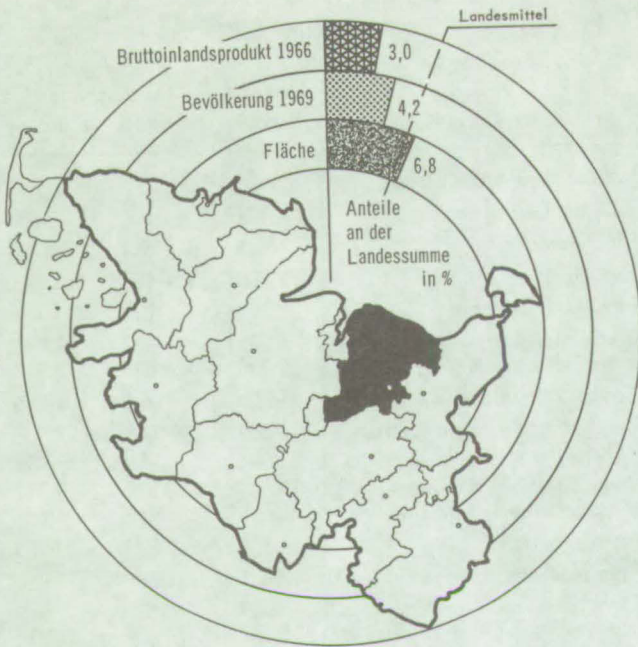 Landesmittel
Bruttoinlandsprodukt 1966
3,0
Bevölkerung 1969
4,2
Fläche
6,8
Anteile
an der
Landessumme
in %